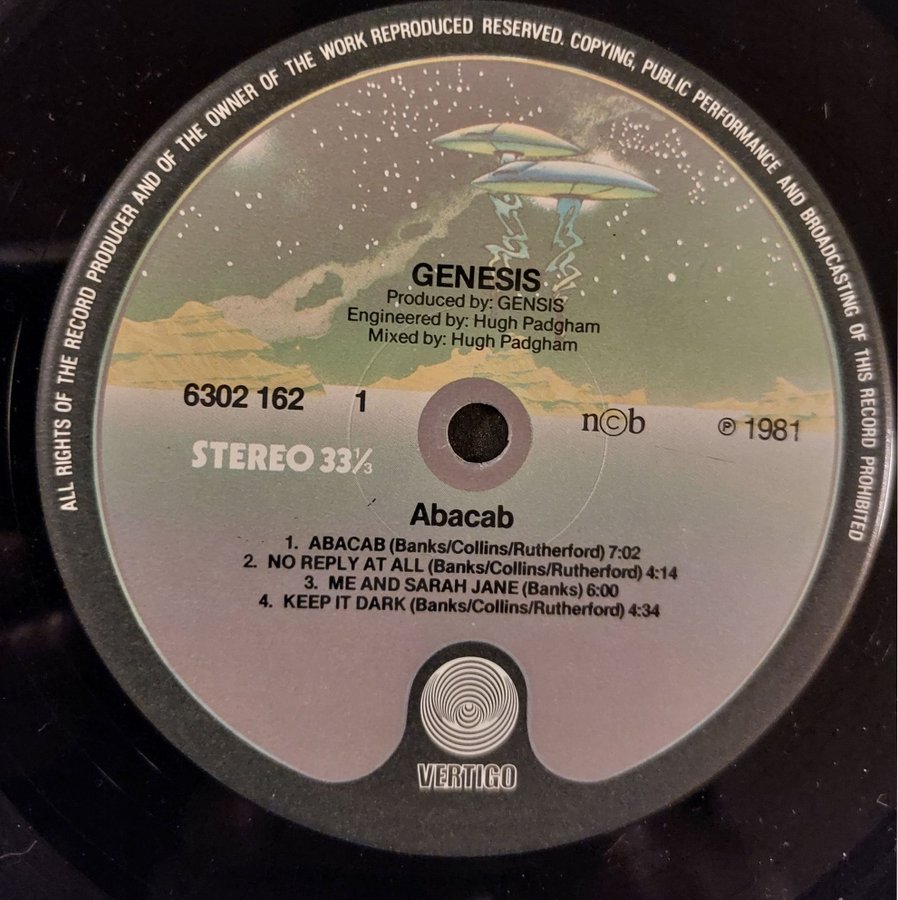 ALL RIGHTS OF THE RECORD PRODUCER AND OF THE OWNER OF THE WORK REPRODUCED RESERVED. COPYING, PUBLIC PERFORMANCE AND BROADCASTING OF THIS RECORD PROHIBITED
GENESIS
Produced by: GENSIS
Engineered by: Hugh Padgham
Mixed by: Hugh Padgham
6302 162 1 n©b ℗ 1981
STEREO 33⅓
Abacab
1. ABACAB (Banks/Collins/Rutherford) 7:02
2. NO REPLY AT ALL (Banks/Collins/Rutherford) 4:14
3. ME AND SARAH JANE (Banks) 6:00
4. KEEP IT DARK (Banks/Collins/Rutherford) 4:34
VERTIGO